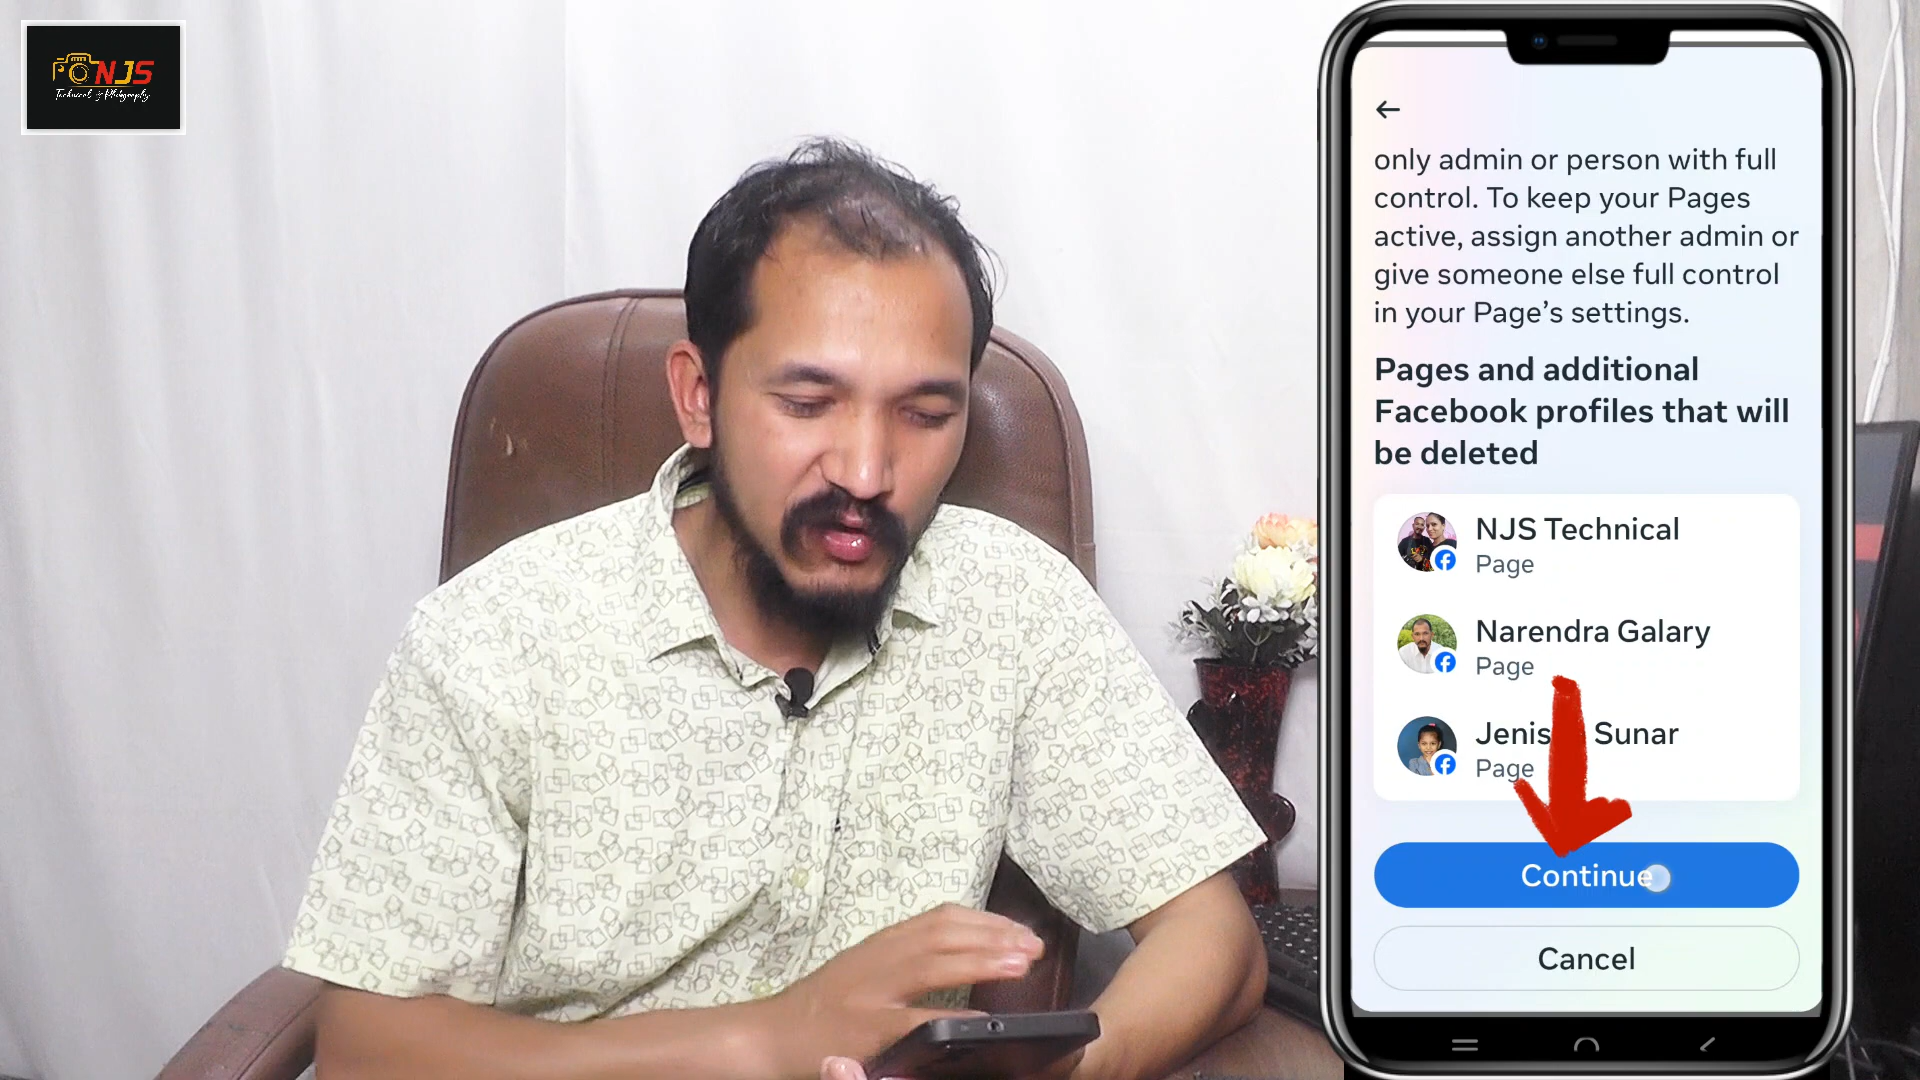 NJS
Technical & Photography
only admin or person with full
control. To keep your Pages
active, assign another admin or
give someone else full control
in your Page’s settings.
Pages and additional
Facebook profiles that will
be deleted
NJS Technical
Page
Narendra Galary
Page
Sunar
Page
Continue
Cancel